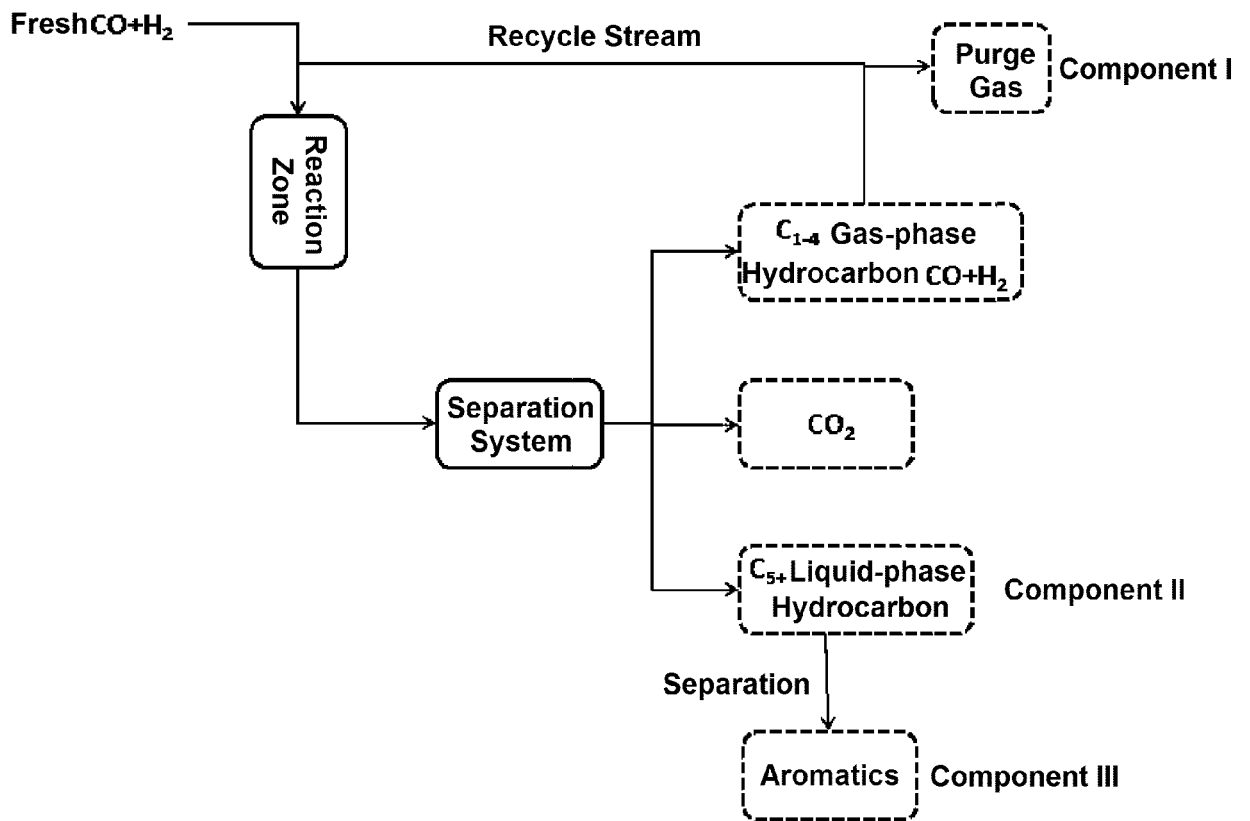 FreshCO+H₂
Recycle Stream
Purge
Gas
Component I
Reaction
Zone
C₁₋₄ Gas-phase
Hydrocarbon CO+H₂
Separation
System
CO₂
C₅₊ Liquid-phase
Hydrocarbon
Component II
Separation
Aromatics
Component III